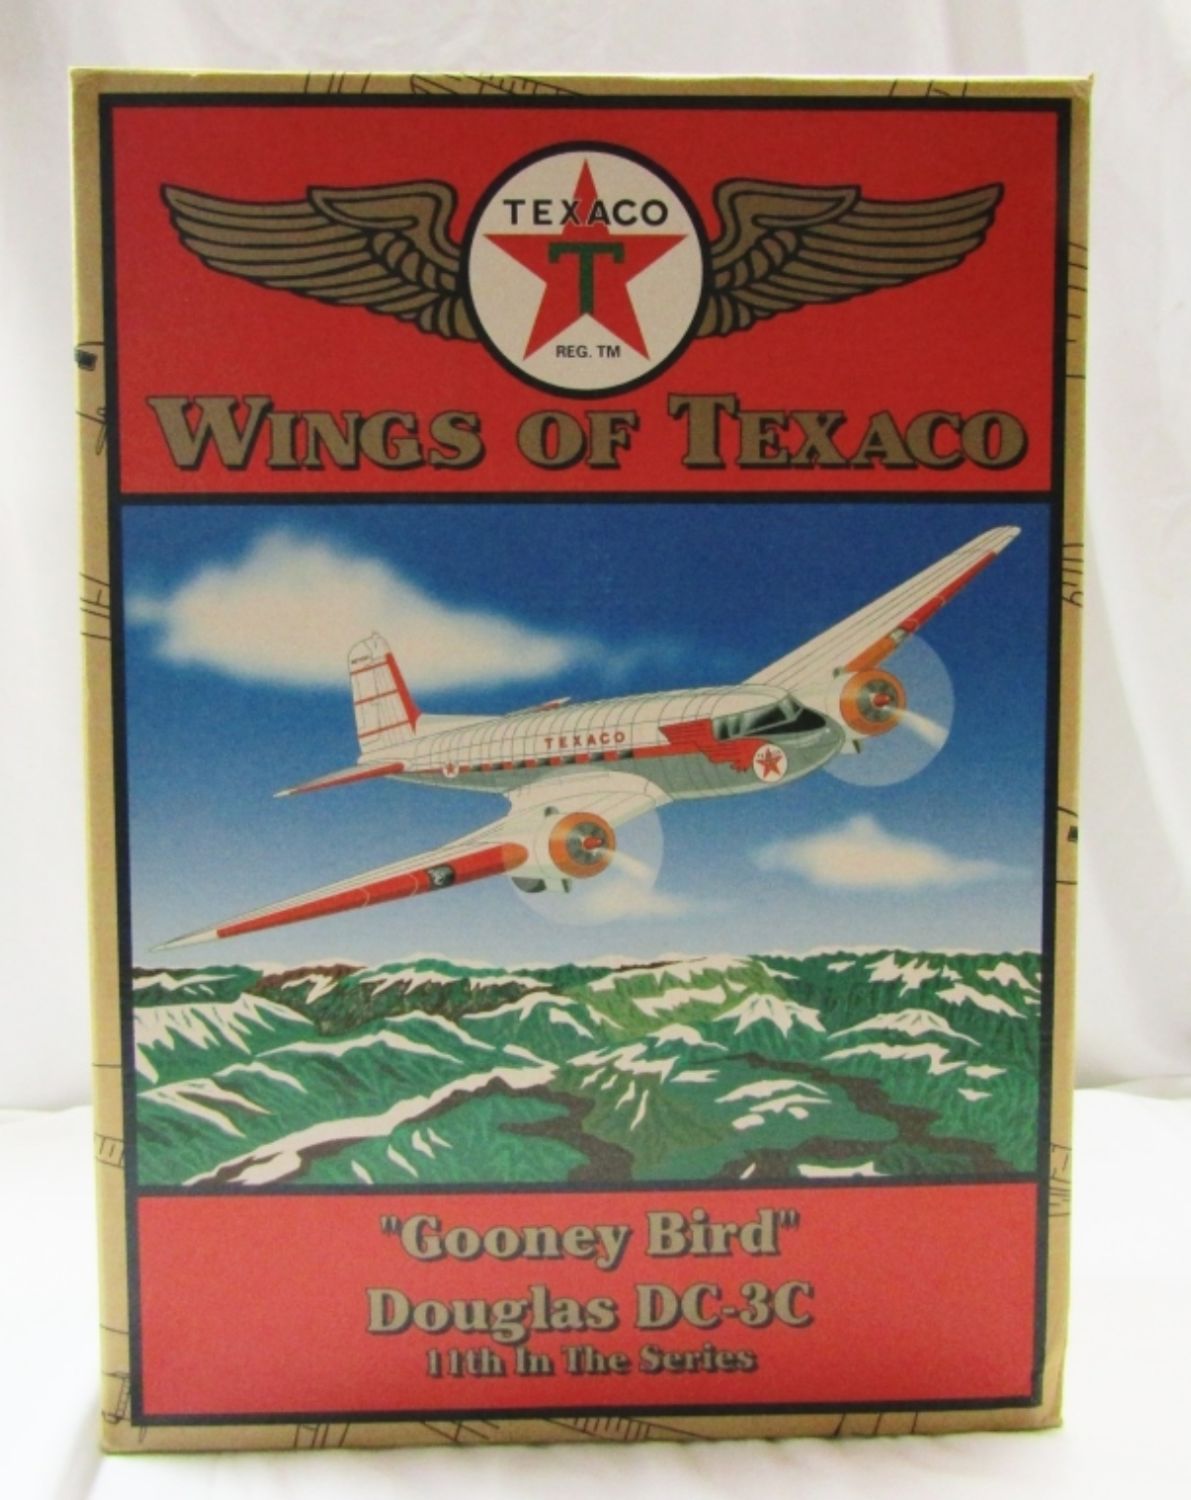 TEXACO
T
REG. TM
WINGS OF TEXACO
TEXACO
"Gooney Bird"
Douglas DC-3C
11th In The Series